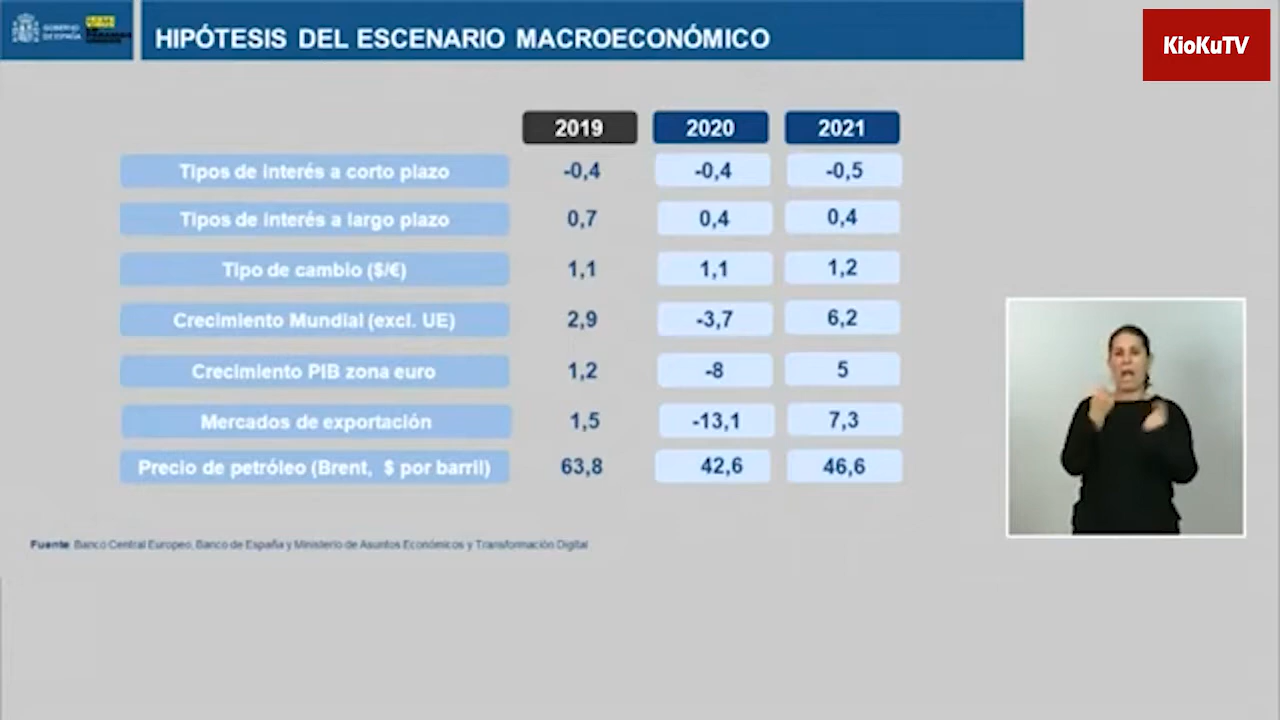 GOBIERNO
DE ESPAÑA
HIPÓTESIS DEL ESCENARIO MACROECONÓMICO
KioKuTV
2019 2020 2021
Tipos de interés a corto plazo -0,4 -0,4 -0,5
Tipos de interés a largo plazo 0,7 0,4 0,4
Tipo de cambio ($/€) 1,1 1,1 1,2
Crecimiento Mundial (excl. UE) 2,9 -3,7 6,2
Crecimiento PIB zona euro 1,2 -8 5
Mercados de exportación 1,5 -13,1 7,3
Precio de petróleo (Brent, $ por barril) 63,8 42,6 46,6
Fuente: Banco Central Europeo, Banco de España y Ministerio de Asuntos Económicos y Transformación Digital